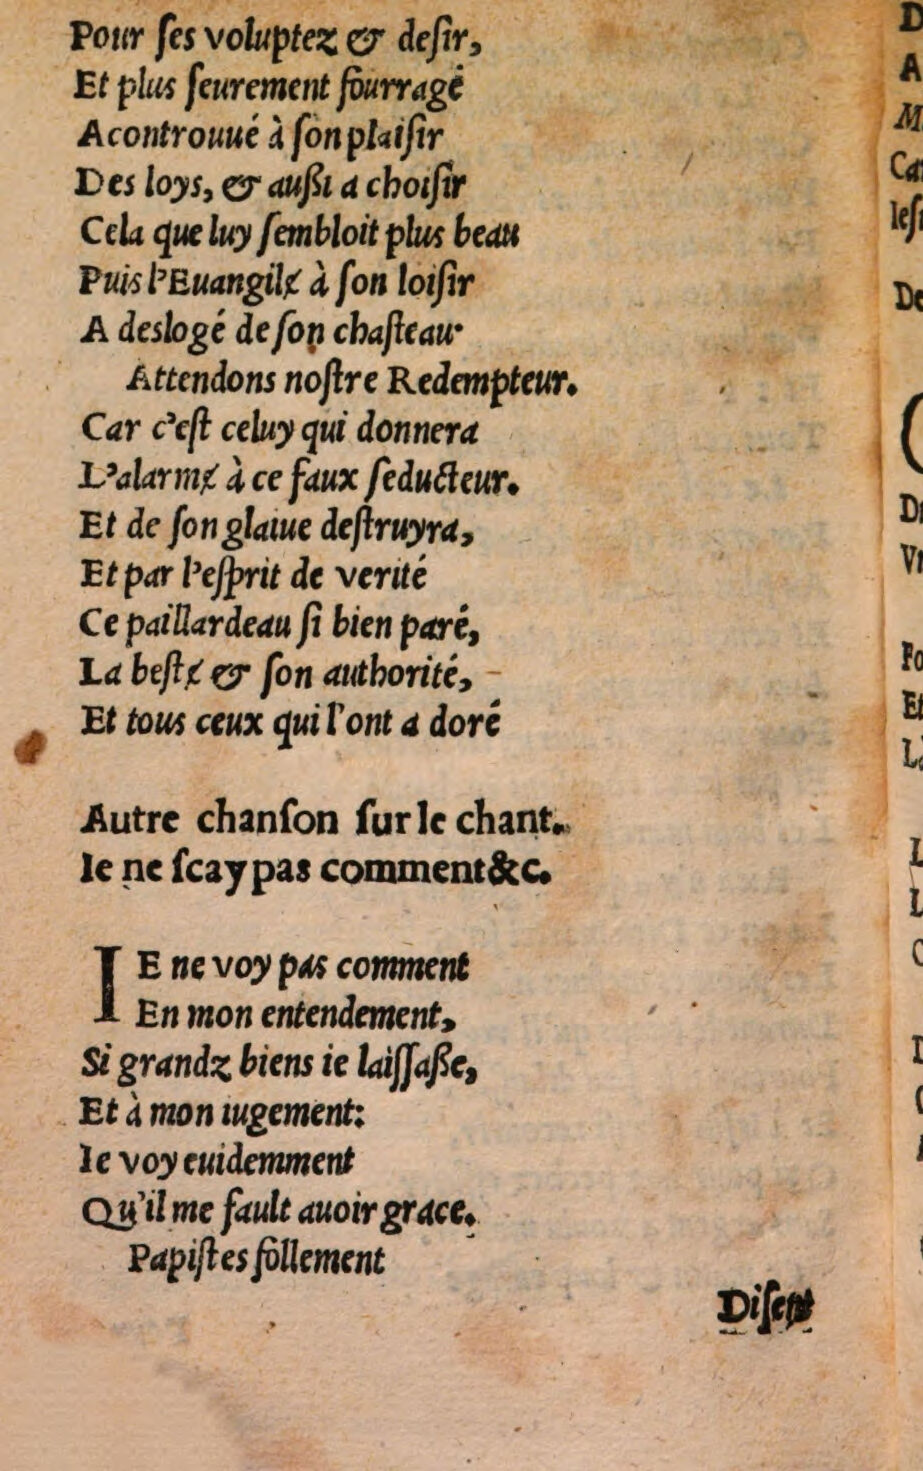 Pour ſes voluptez & deſir,
Et plus ſeurement fourragé
A controuué à ſon plaiſir
Des loys, & außi a choiſir
Cela que luy ſembloit plus beau
Puis l'Euangilɇ à ſon loiſir
A deslogé de ſon chaſteau·
Attendons noſtre Redempteur.
Car c'eſt celuy qui donnera
L'alarmɇ à ce faux ſeducteur.
Et de ſon glaiue deſtruyra,
Et par l'eſprit de verité
Ce paillardeau ſi bien paré,
La beſtɇ & ſon authorité,
Et tous ceux qui l'ont a doré
Autre chanſon ſur le chant.
Ie ne ſcay pas comment &c.
IE ne voy pas comment
En mon entendement,
Si grandz biens ie laiſſaße,
Et à mon iugement:
Ie voy euidemment
Qu'il me fault auoir grace.
Papiſtes follement
Diſent